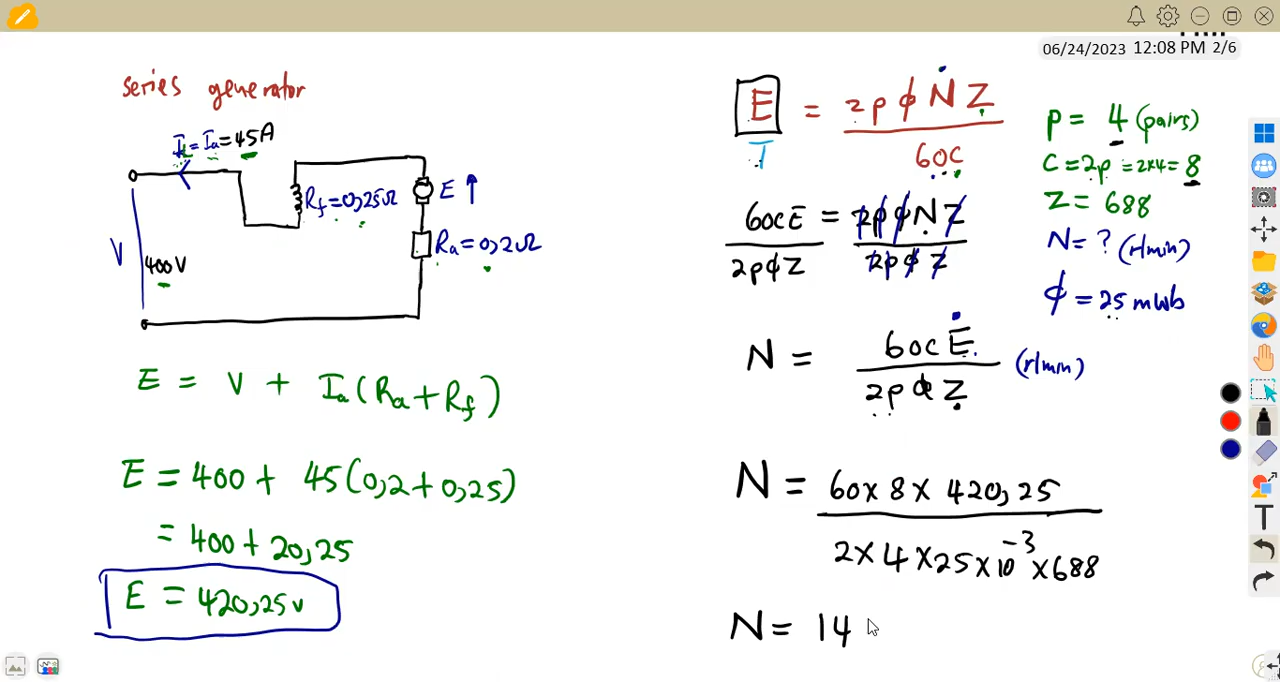 06/24/2023 12:08 PM 2/6
series generator
I = Ia = 45A
V
400V
Rf = 0,25Ω
E ↑
Ra = 0,2Ω
E = V + Ia(Ra+Rf)
E = 400 + 45(0,2+0,25)
= 400 + 20,25
E = 420,25v
E = 2pϕNZ / 60C
T
60CE / 2pϕZ = 2pϕNZ / 2pϕZ
N = 60CE / 2pϕZ (r/min)
N = 60 × 8 × 420,25 / 2×4×25×10⁻³×688
N = 14
P = 4 (pairs)
C = 2p = 2×4 = 8
Z = 688
N = ? (r/min)
ϕ = 25 mwb
T